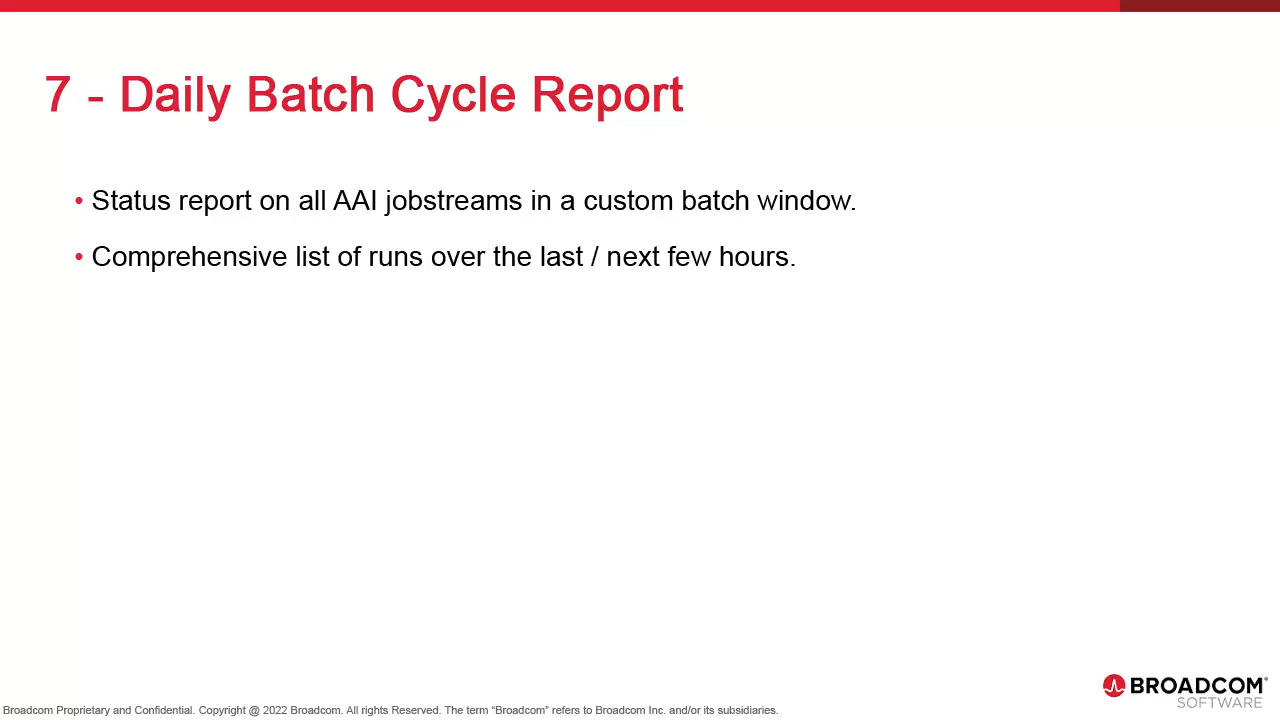 7 - Daily Batch Cycle Report
• Status report on all AAI jobstreams in a custom batch window.
• Comprehensive list of runs over the last / next few hours.
BROADCOM®
SOFTWARE
Broadcom Proprietary and Confidential. Copyright @ 2022 Broadcom. All rights Reserved. The term “Broadcom” refers to Broadcom Inc. and/or its subsidiaries.